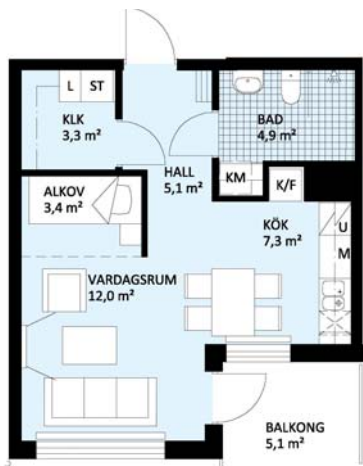 L ST
KLK
3,3 m²
BAD
4,9 m²
HALL
5,1 m²
KM
K/F
ALKOV
3,4 m²
KÖK
7,3 m²
U
M
VARDAGSRUM
12,0 m²
BALKONG
5,1 m²